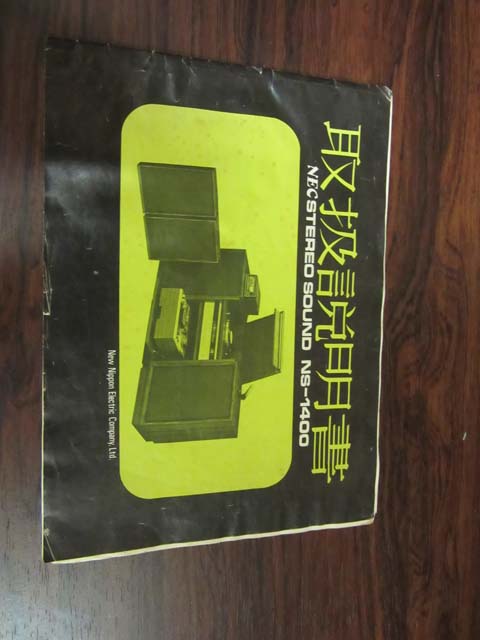 取扱説明書
NEC STEREO SOUND NS-1400
New Nippon Electric Company, Ltd.